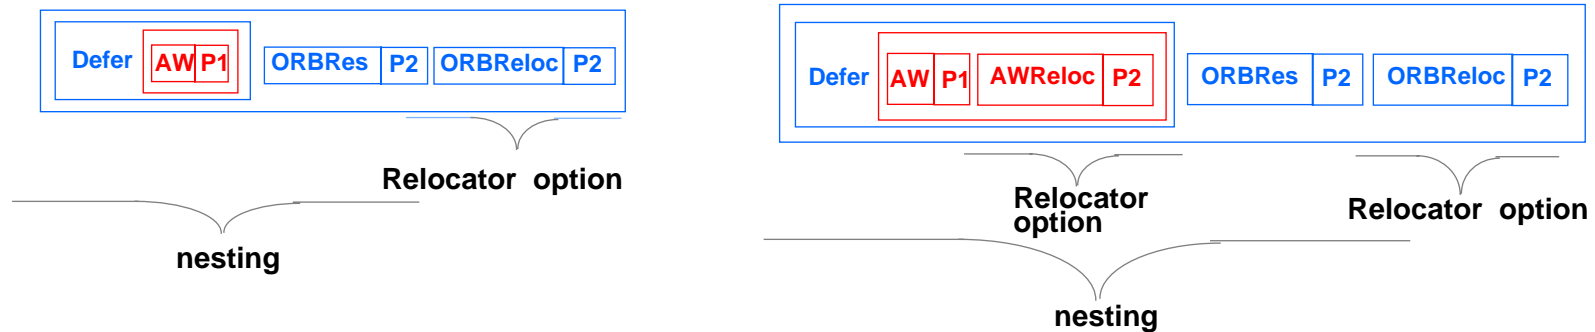 Defer AW P1 ORBRes P2 ORBReloc P2
Relocator option
nesting
Defer AW P1 AWReloc P2 ORBRes P2 ORBReloc P2
Relocator
option
Relocator option
nesting